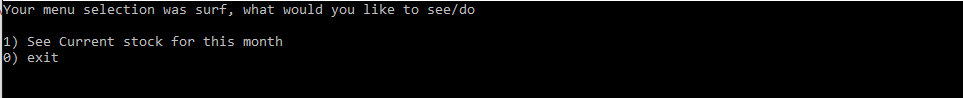 Your menu selection was surf, what would you like to see/do
1) See Current stock for this month
0) exit